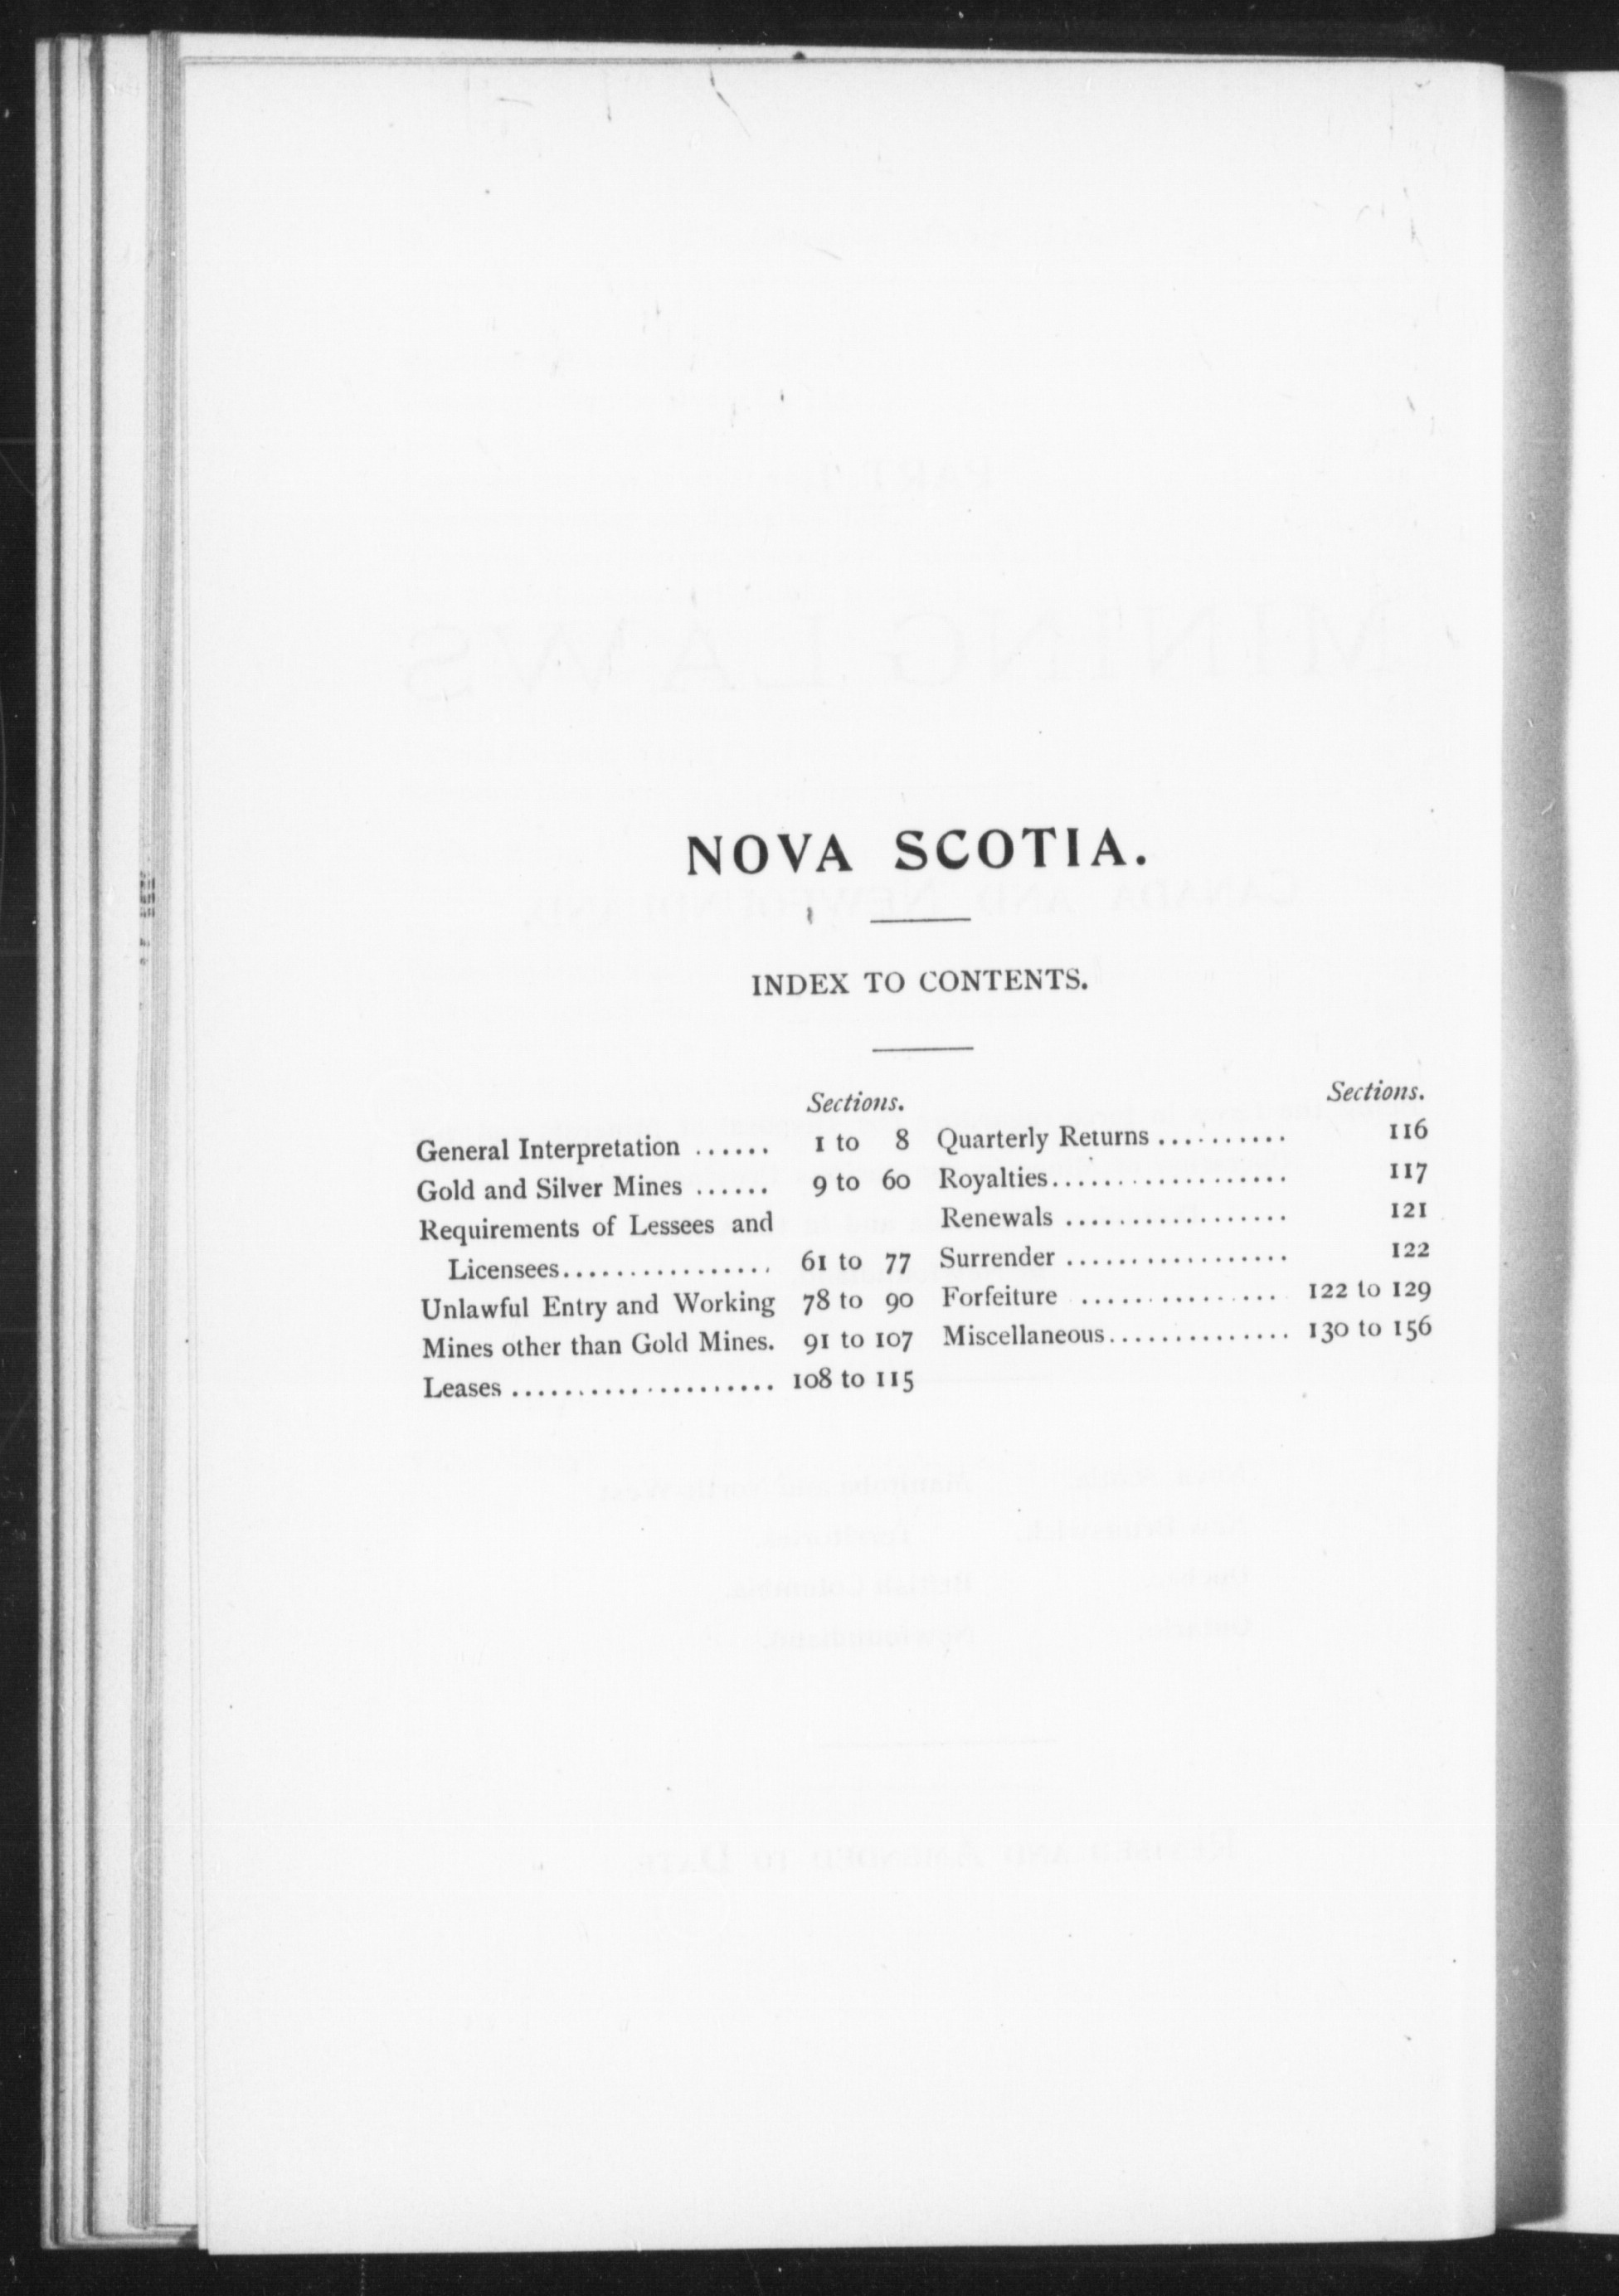 NOVA SCOTIA.
INDEX TO CONTENTS.
Sections.
General Interpretation ...... 1 to 8
Gold and Silver Mines ...... 9 to 60
Requirements of Lessees and
Licensees................ 61 to 77
Unlawful Entry and Working 78 to 90
Mines other than Gold Mines. 91 to 107
Leases .................... 108 to 115
Sections.
Quarterly Returns .......... 116
Royalties.................. 117
Renewals ................. 121
Surrender ................. 122
Forfeiture ............... 122 to 129
Miscellaneous.............. 130 to 156